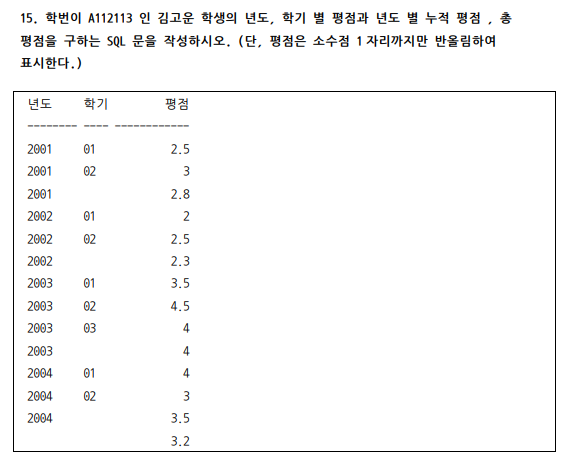 15. 학번이 A112113 인 김고운 학생의 년도, 학기 별 평점과 년도 별 누적 평점 , 총
평점을 구하는 SQL 문을 작성하시오. (단, 평점은 소수점 1 자리까지만 반올림하여
표시한다.)
년도 학기 평점
-------- ---- ------------
2001 01 2.5
2001 02 3
2001 2.8
2002 01 2
2002 02 2.5
2002 2.3
2003 01 3.5
2003 02 4.5
2003 03 4
2003 4
2004 01 4
2004 02 3
2004 3.5
3.2